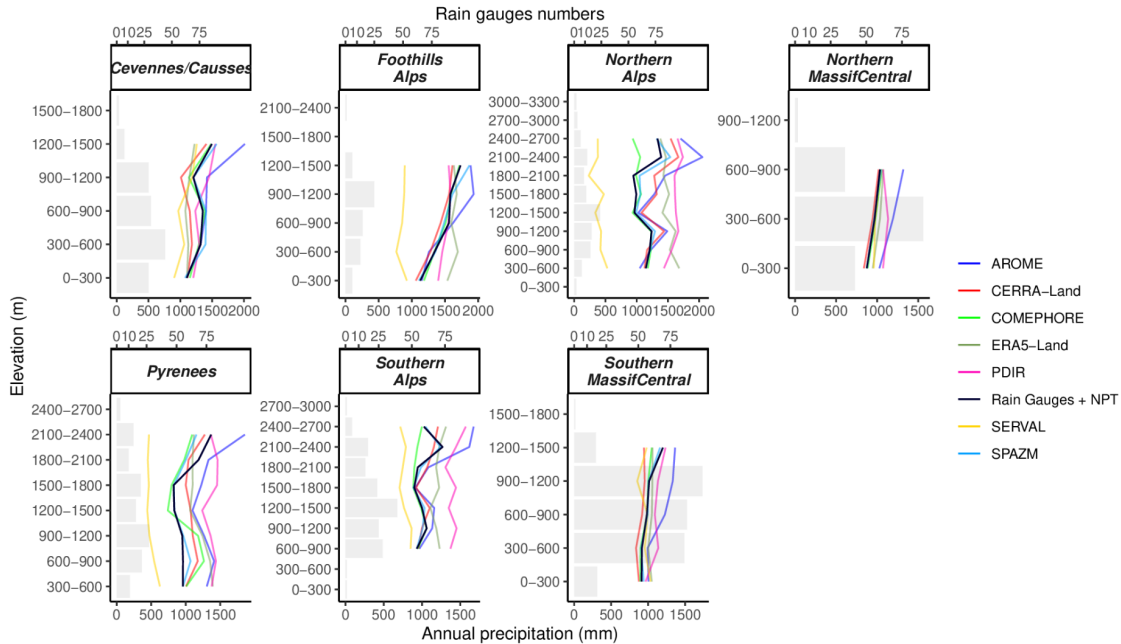 Rain gauges numbers
0 10 25 50 75
0 10 25 50 75
0 10 25 50 75
0 10 25 50 75
Cevennes/Causses
Foothills
Alps
Northern
Alps
Northern
MassifCentral
1500−1800
1200−1500
900−1200
600−900
300−600
0−300
2100−2400
1500−1800
1200−1500
900−1200
600−900
300−600
0−300
3000−3300
2700−3000
2400−2700
2100−2400
1800−2100
1500−1800
1200−1500
900−1200
600−900
300−600
0−300
900−1200
600−900
300−600
0−300
0 500 1000 1500 2000
0 500 1000 1500 2000
0 500 1000 1500 2000
0 500 1000 1500
Elevation (m)
0 10 25 50 75
0 10 25 50 75
0 10 25 50 75
Pyrenees
Southern
Alps
Southern
MassifCentral
2400−2700
2100−2400
1800−2100
1500−1800
1200−1500
900−1200
600−900
300−600
2700−3000
2400−2700
2100−2400
1800−2100
1500−1800
1200−1500
900−1200
600−900
300−600
0−300
1500−1800
1200−1500
900−1200
600−900
300−600
0−300
0 500 1000 1500
0 500 1000 1500
0 500 1000 1500
Annual precipitation (mm)
AROME
CERRA−Land
COMEPHORE
ERA5−Land
PDIR
Rain Gauges + NPT
SERVAL
SPAZM